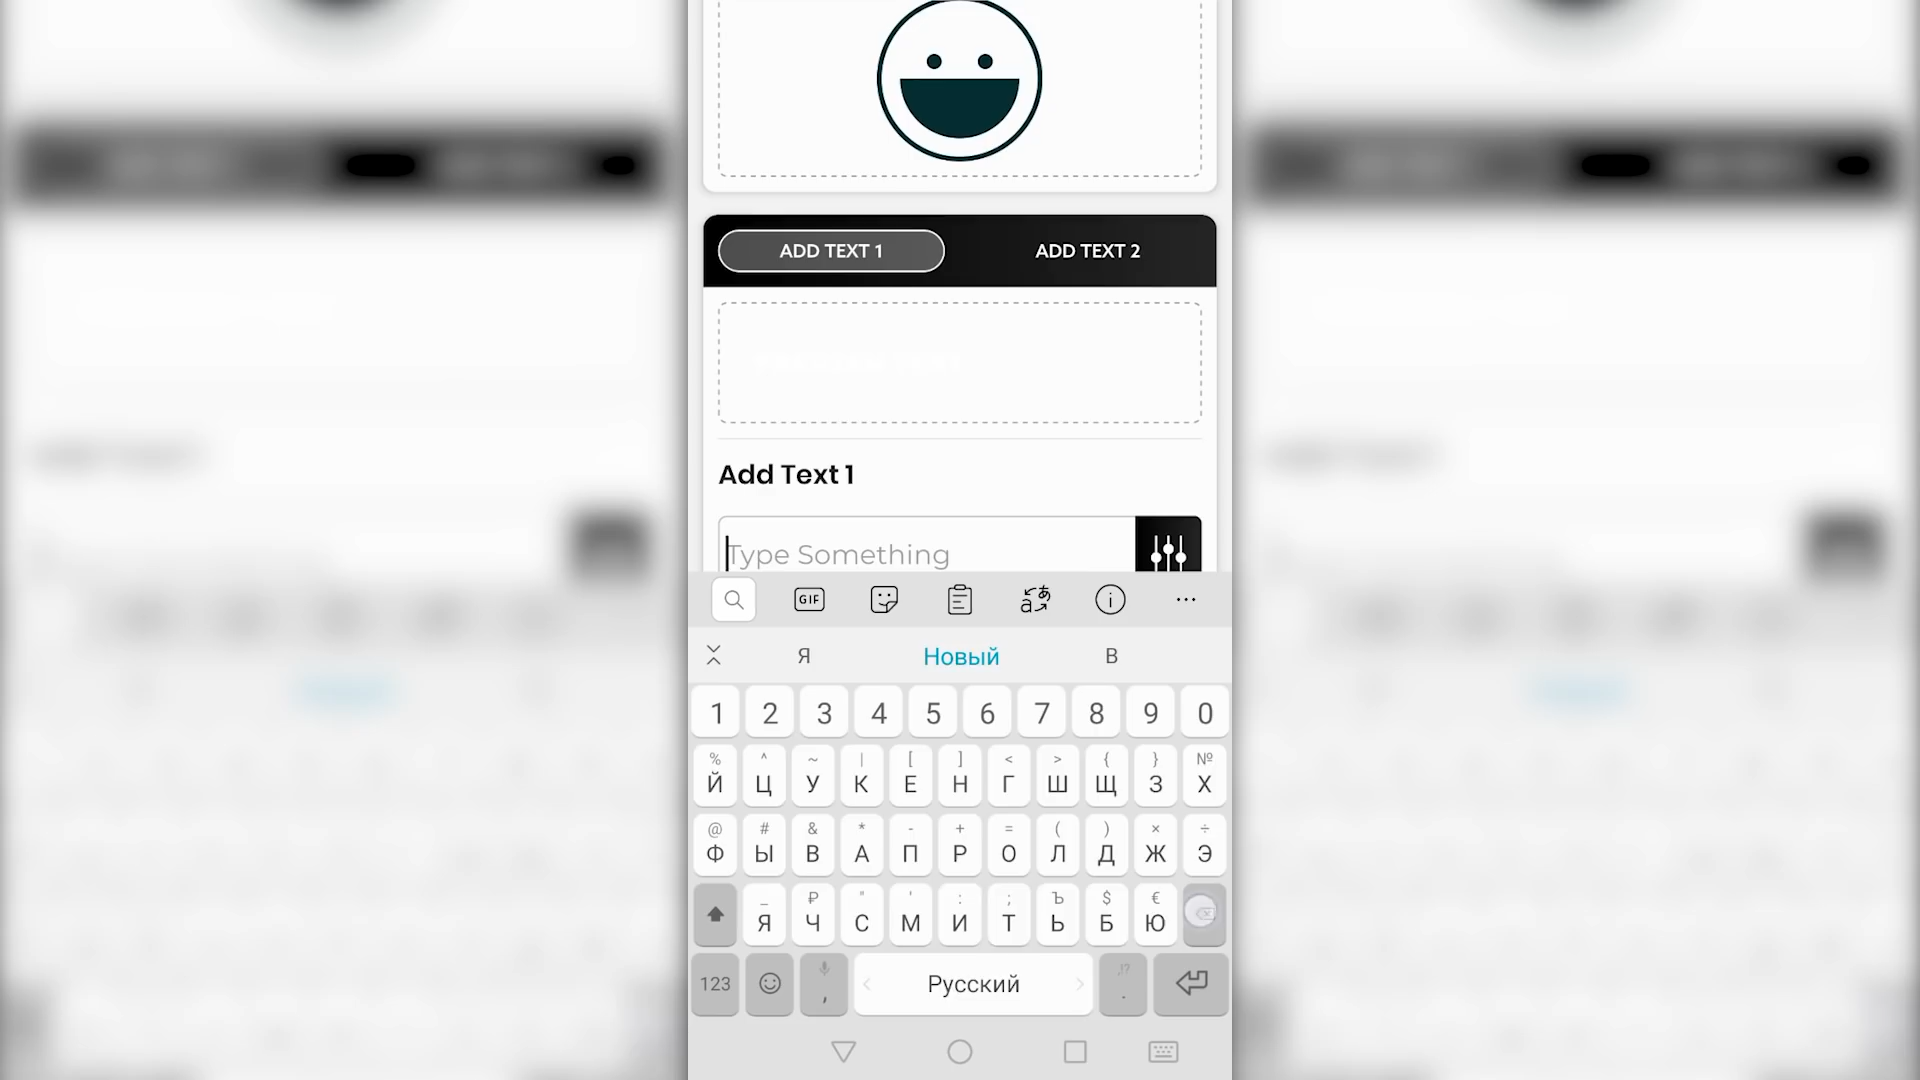 ADD TEXT 1 ADD TEXT 2
Add Text 1
Type Something
GIF
Я Новый В
1 2 3 4 5 6 7 8 9 0
% ^ ~ | [ ] < > { } №
Й Ц У К Е Н Г Ш Щ З Х
@ # & * - + = ( ) × ÷
Ф Ы В А П Р О Л Д Ж Э
_ ₽ " ' : ; Ъ $ €
Я Ч С М И Т Ь Б Ю
123 , Русский ,!? .